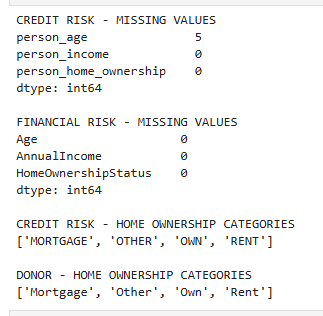 CREDIT RISK - MISSING VALUES
person_age               5
person_income            0
person_home_ownership    0
dtype: int64
FINANCIAL RISK - MISSING VALUES
Age                    0
AnnualIncome           0
HomeOwnershipStatus    0
dtype: int64
CREDIT RISK - HOME OWNERSHIP CATEGORIES
['MORTGAGE', 'OTHER', 'OWN', 'RENT']
DONOR - HOME OWNERSHIP CATEGORIES
['Mortgage', 'Other', 'Own', 'Rent']